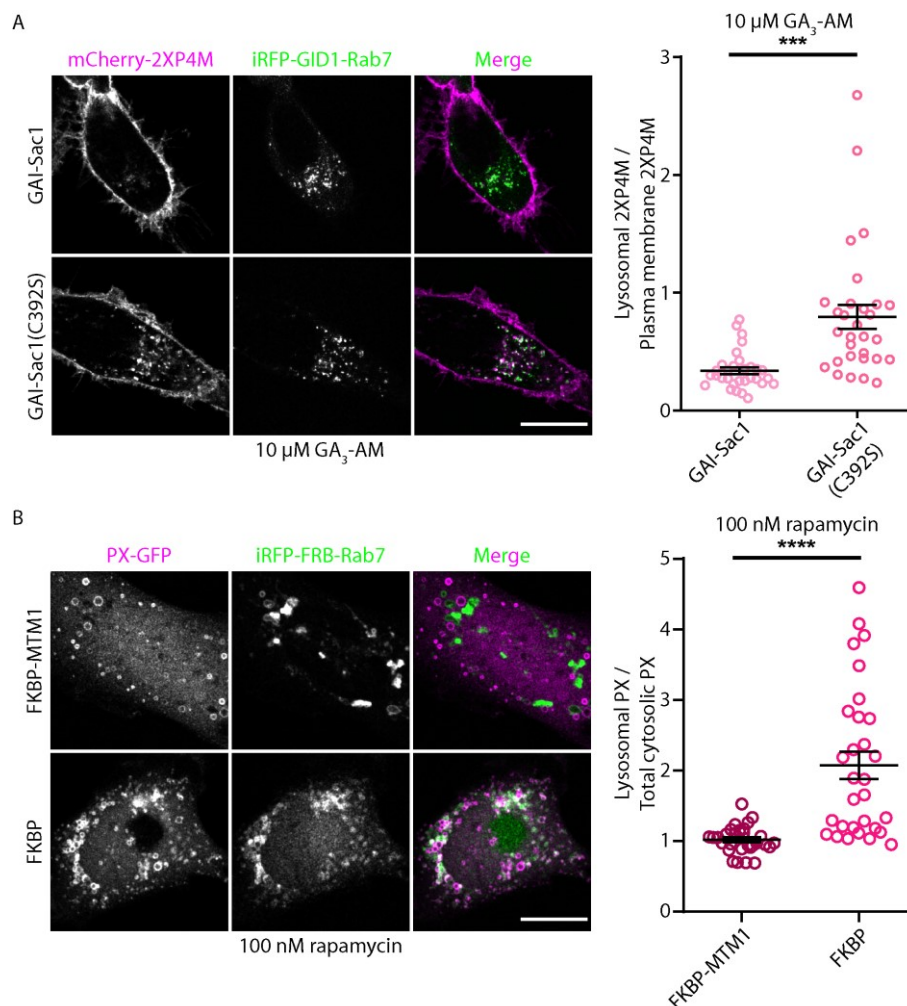 A
mCherry-2XP4M
iRFP-GID1-Rab7
Merge
GAI-Sac1
GAI-Sac1(C392S)
10 µM GA₃-AM
10 µM GA₃-AM
***
Lysosomal 2XP4M /
Plasma membrane 2XP4M
3
2
1
0
GAI-Sac1
GAI-Sac1
(C392S)
B
PX-GFP
iRFP-FRB-Rab7
Merge
FKBP-MTM1
FKBP
100 nM rapamycin
100 nM rapamycin
****
Lysosomal PX /
Total cytosolic PX
5
4
3
2
1
0
FKBP-MTM1
FKBP